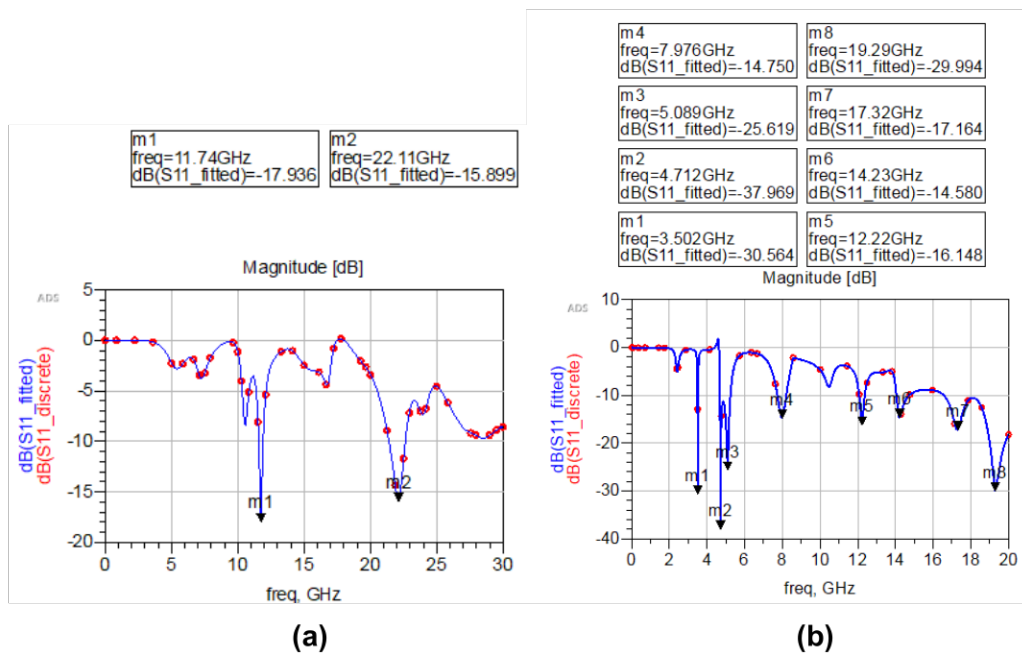 m1
freq=11.74GHz
dB(S11_fitted)=-17.936
m2
freq=22.11GHz
dB(S11_fitted)=-15.899
Magnitude [dB]
ADS
5
0
-5
-10
-15
-20
dB(S11_fitted)
dB(S11_discrete)
m1
m2
0
5
10
15
20
25
30
freq, GHz
(a)
m4
freq=7.976GHz
dB(S11_fitted)=-14.750
m8
freq=19.29GHz
dB(S11_fitted)=-29.994
m3
freq=5.089GHz
dB(S11_fitted)=-25.619
m7
freq=17.32GHz
dB(S11_fitted)=-17.164
m2
freq=4.712GHz
dB(S11_fitted)=-37.969
m6
freq=14.23GHz
dB(S11_fitted)=-14.580
m1
freq=3.502GHz
dB(S11_fitted)=-30.564
m5
freq=12.22GHz
dB(S11_fitted)=-16.148
Magnitude [dB]
ADS
10
0
-10
-20
-30
-40
dB(S11_fitted)
dB(S11_discrete)
m1
m2
m3
m4
m5
m6
m7
m8
0
2
4
6
8
10
12
14
16
18
20
freq, GHz
(b)